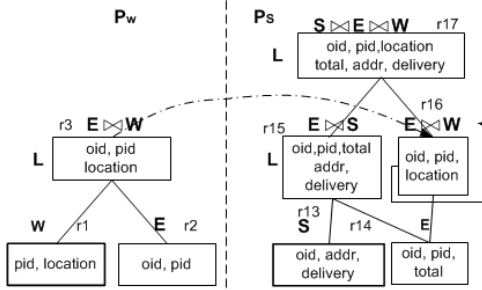 Pw
Ps
S ⋈ E ⋈ W
r17
L
oid, pid,location
total, addr, delivery
r16
r3
E ⋈ W
r15
E ⋈ S
E ⋈ W
L
oid, pid
location
L
oid,pid,total
addr,
delivery
oid, pid,
location
W
r1
E
r2
r13
S
r14
E
pid, location
oid, pid
oid, addr,
delivery
oid, pid,
total